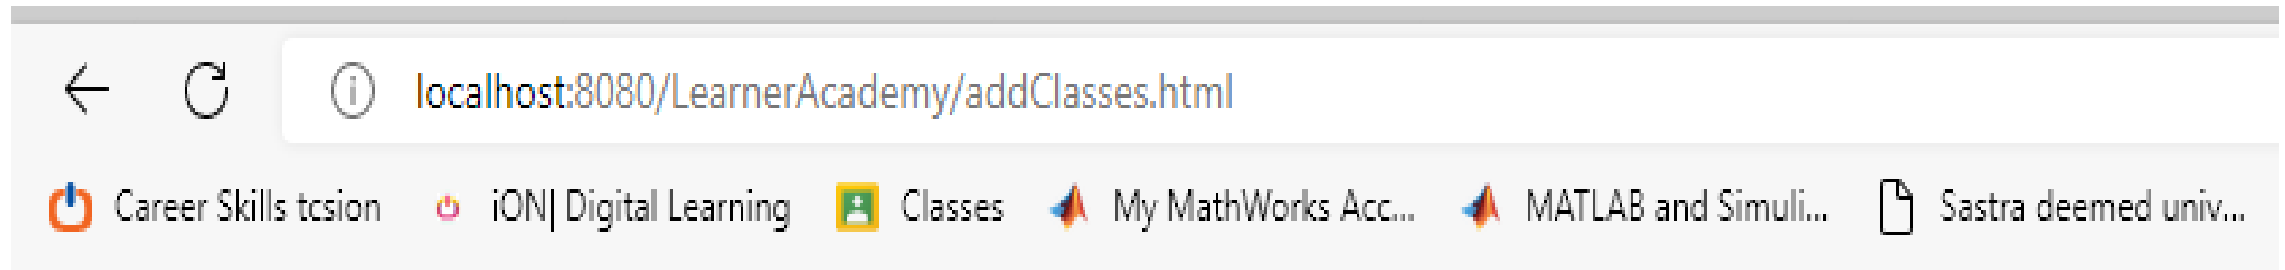 localhost:8080/LearnerAcademy/addClasses.html
Career Skills tcsion iON| Digital Learning Classes My MathWorks Acc... MATLAB and Simuli... Sastra deemed univ...